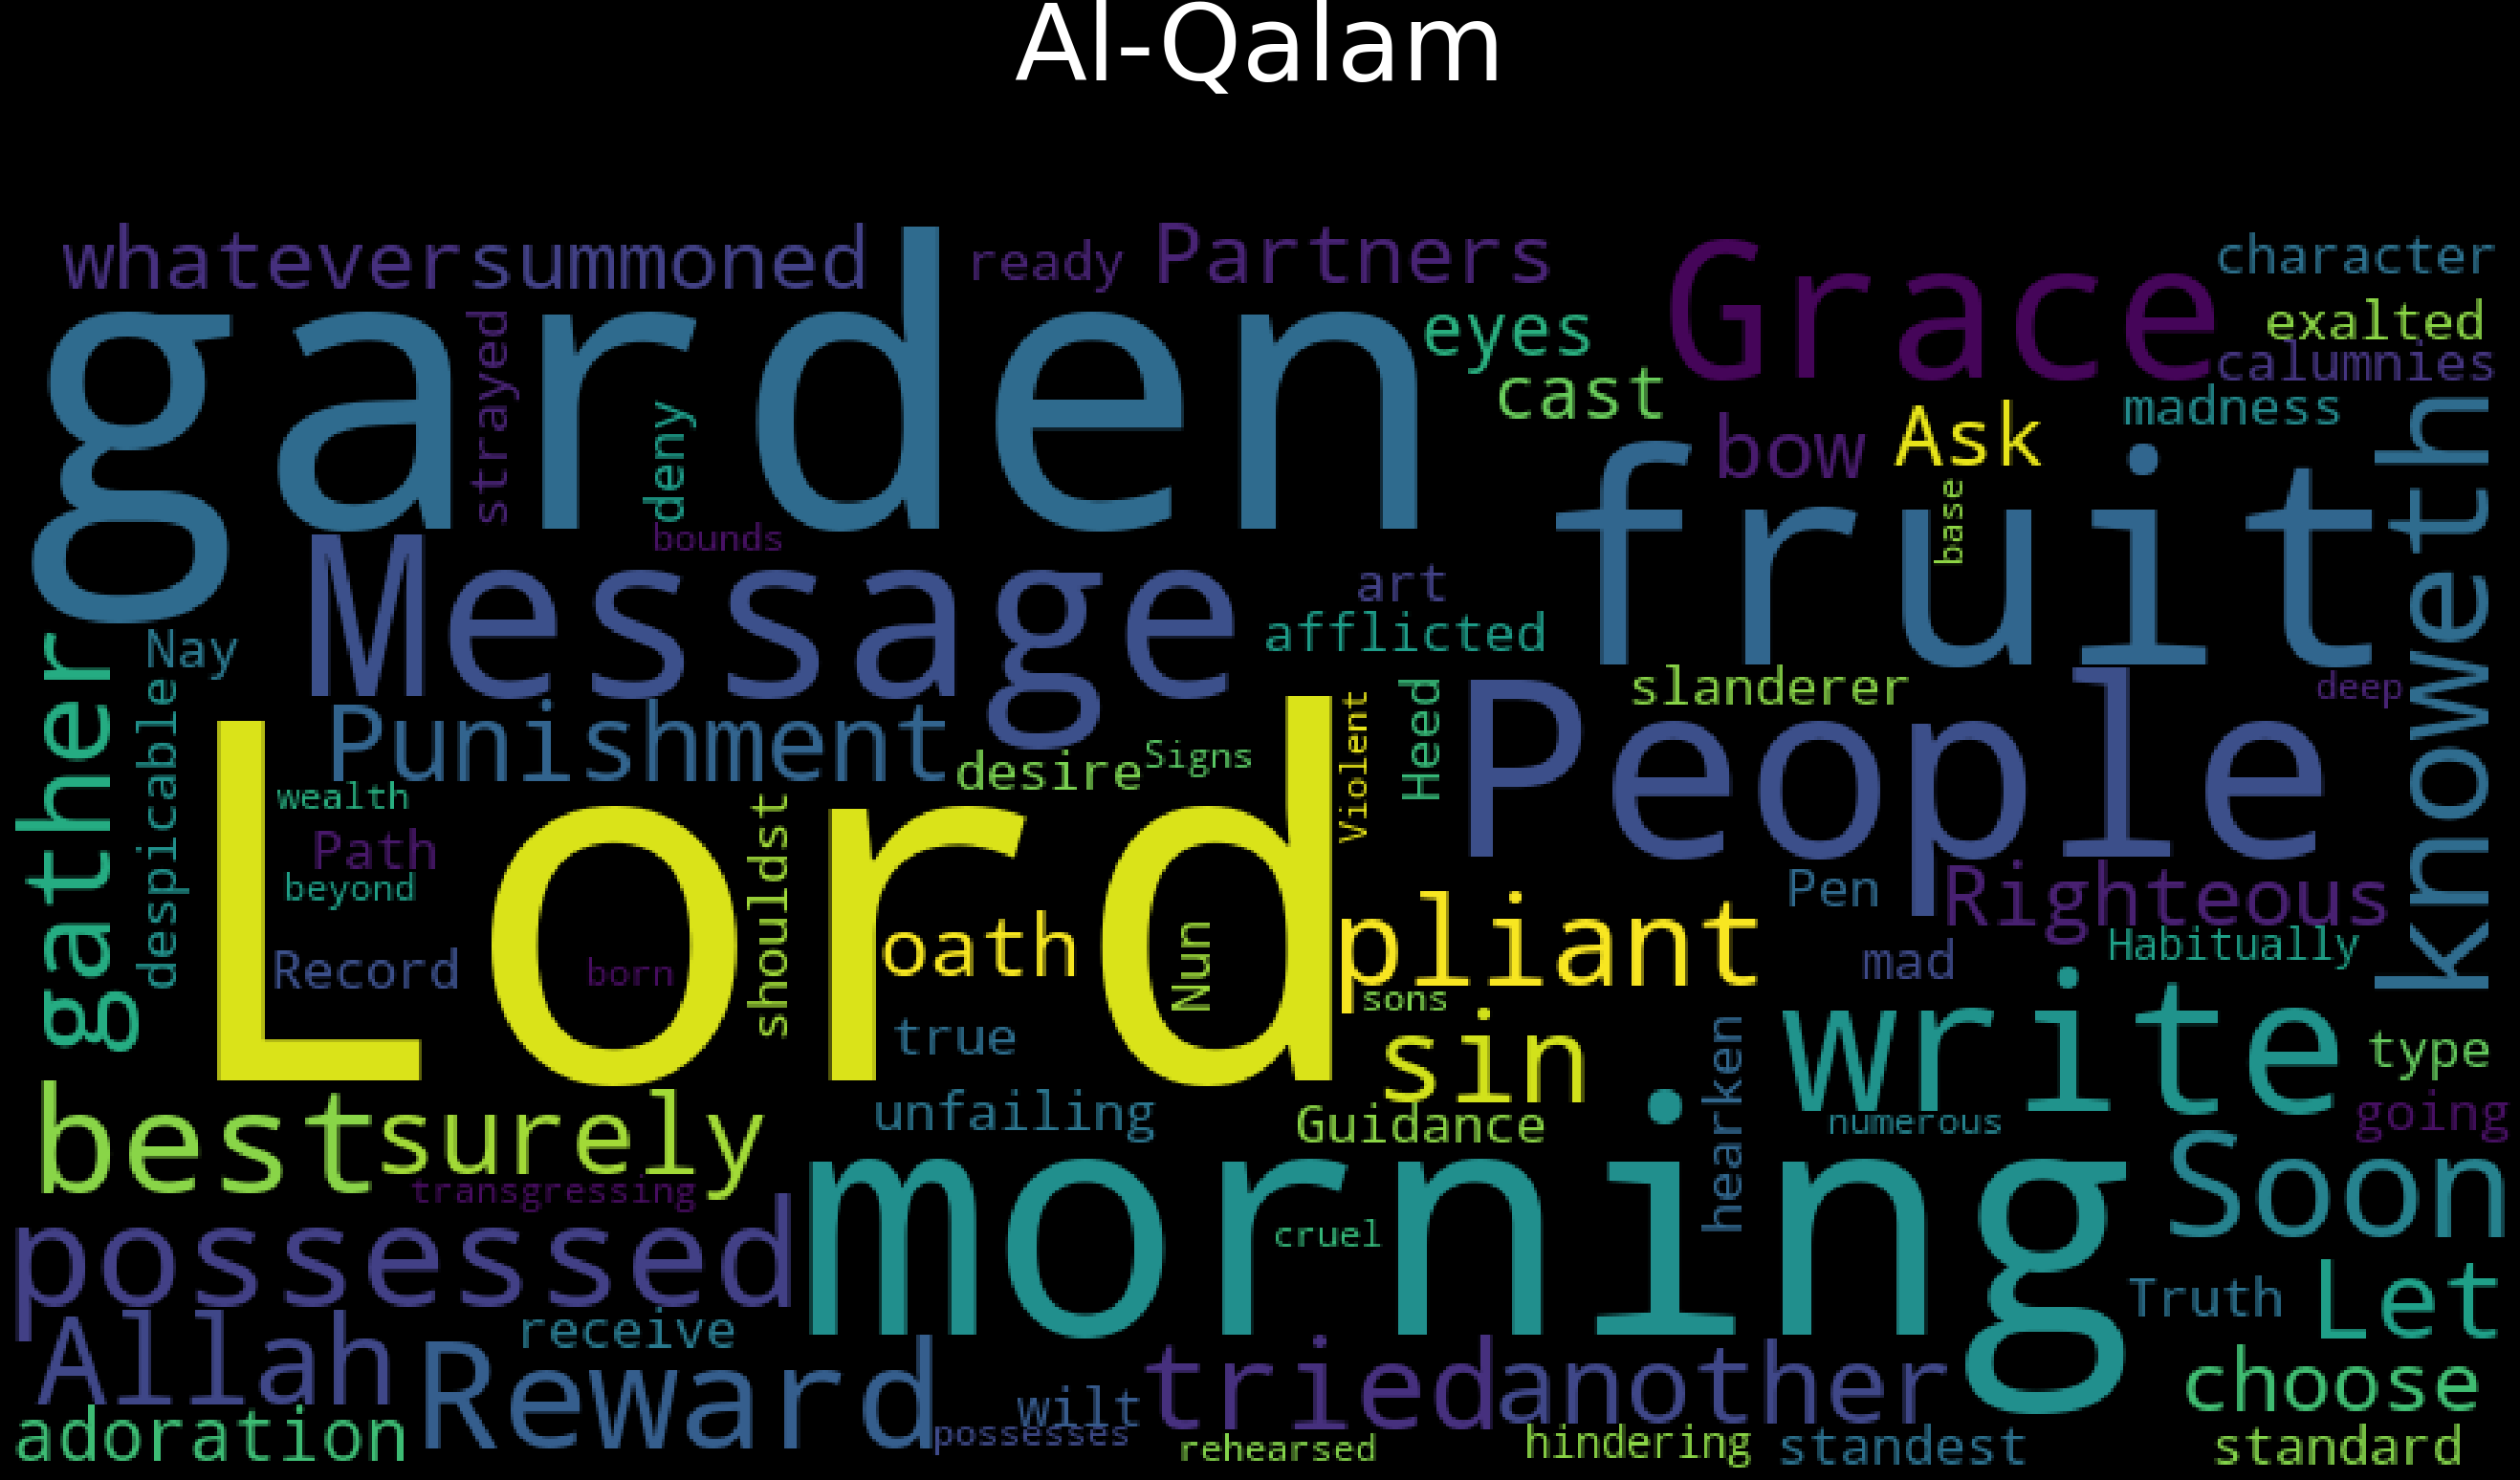 Al-Qalam
whatever
summoned
ready
Partners
Grace
character
garden
strayed
deny
eyes
cast
exalted
calumnies
madness
bow
Ask
base
fruit
knoweth
bounds
Message
art
afflicted
slanderer
deep
gather
Nay
despicable
Punishment
desire
Signs
Violent
Heed
People
wealth
Path
beyond
Lord
Record
born
shouldst
oath
Nun
true
pliant
sons
sin
Pen
Righteous
mad
Habitually
write
type
going
numerous
hearken
best
surely
unfailing
Guidance
transgressing
possessed
morning
cruel
Soon
Truth
Let
Allah
receive
Reward
adoration
wilt
possesses
tried
another
rehearsed
hindering
standest
choose
standard